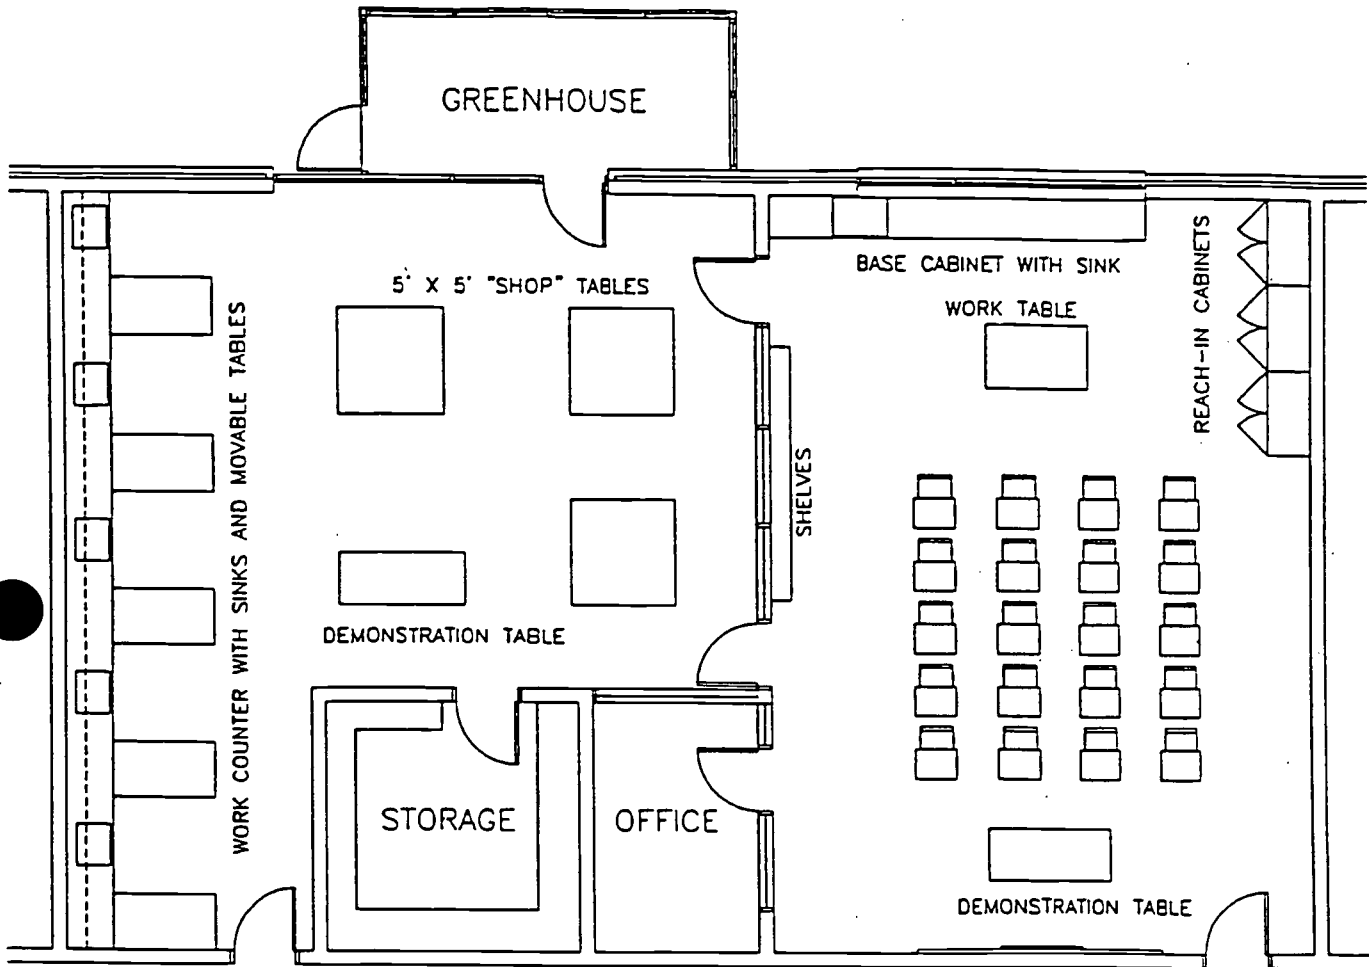 GREENHOUSE
5' X 5' "SHOP" TABLES
BASE CABINET WITH SINK
WORK TABLE
REACH-IN CABINETS
WORK COUNTER WITH SINKS AND MOVABLE TABLES
SHELVES
DEMONSTRATION TABLE
STORAGE
OFFICE
DEMONSTRATION TABLE